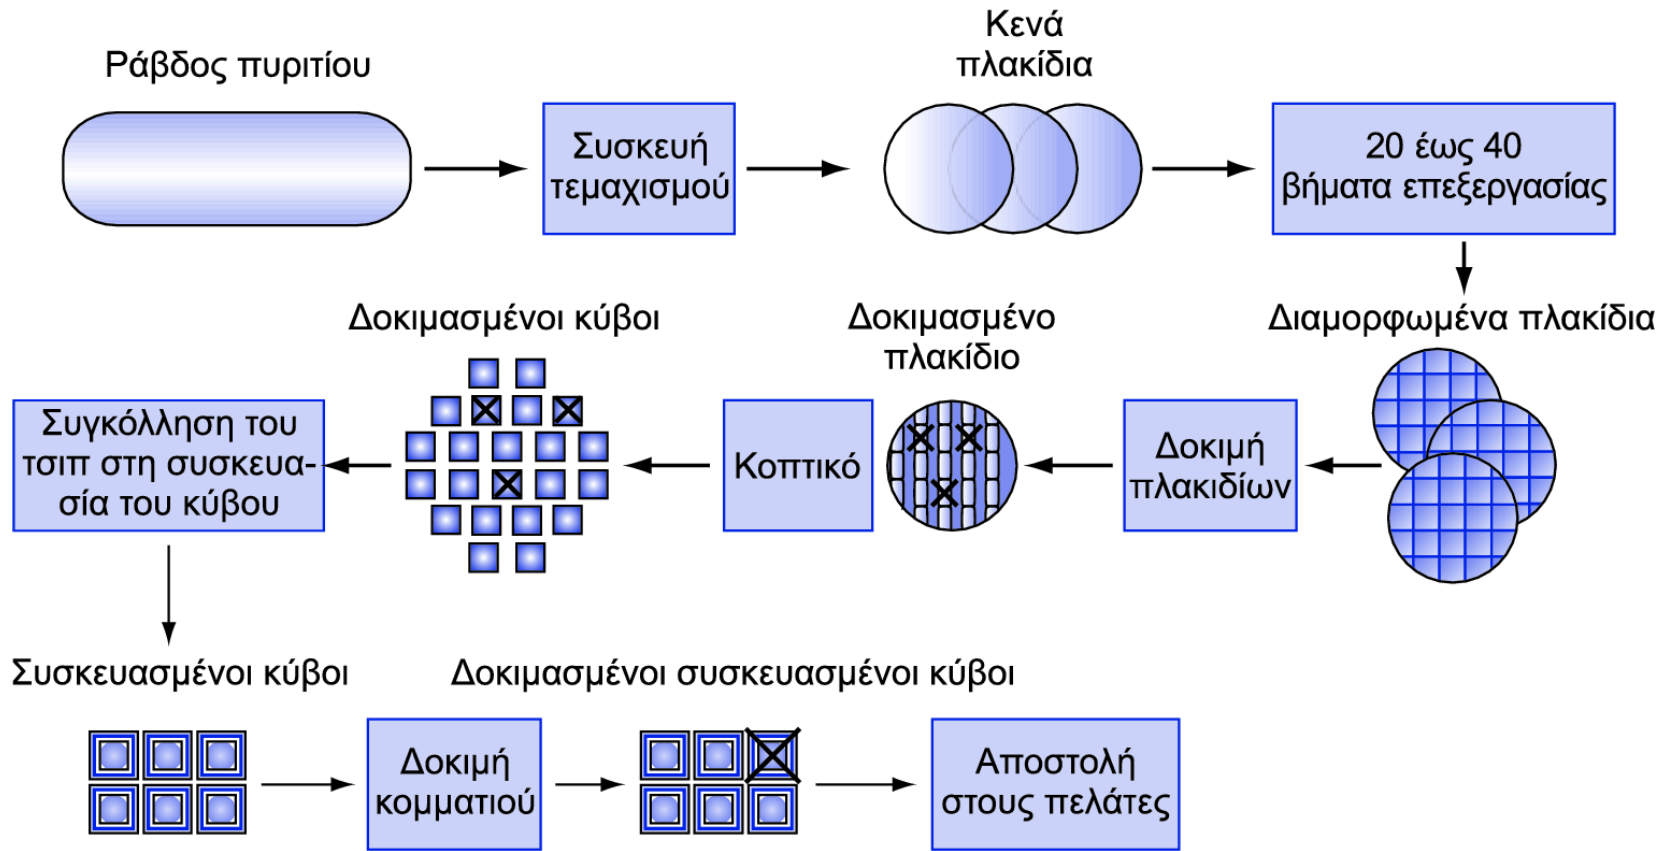 Ράβδος πυριτίου
Συσκευή
τεμαχισμού
Κενά
πλακίδια
20 έως 40
βήματα επεξεργασίας
Διαμορφωμένα πλακίδια
Δοκιμή
πλακιδίων
Δοκιμασμένο
πλακίδιο
Κοπτικό
Δοκιμασμένοι κύβοι
Συγκόλληση του
τσιπ στη συσκευα-
σία του κύβου
Συσκευασμένοι κύβοι
Δοκιμή
κομματιού
Δοκιμασμένοι συσκευασμένοι κύβοι
Αποστολή
στους πελάτες